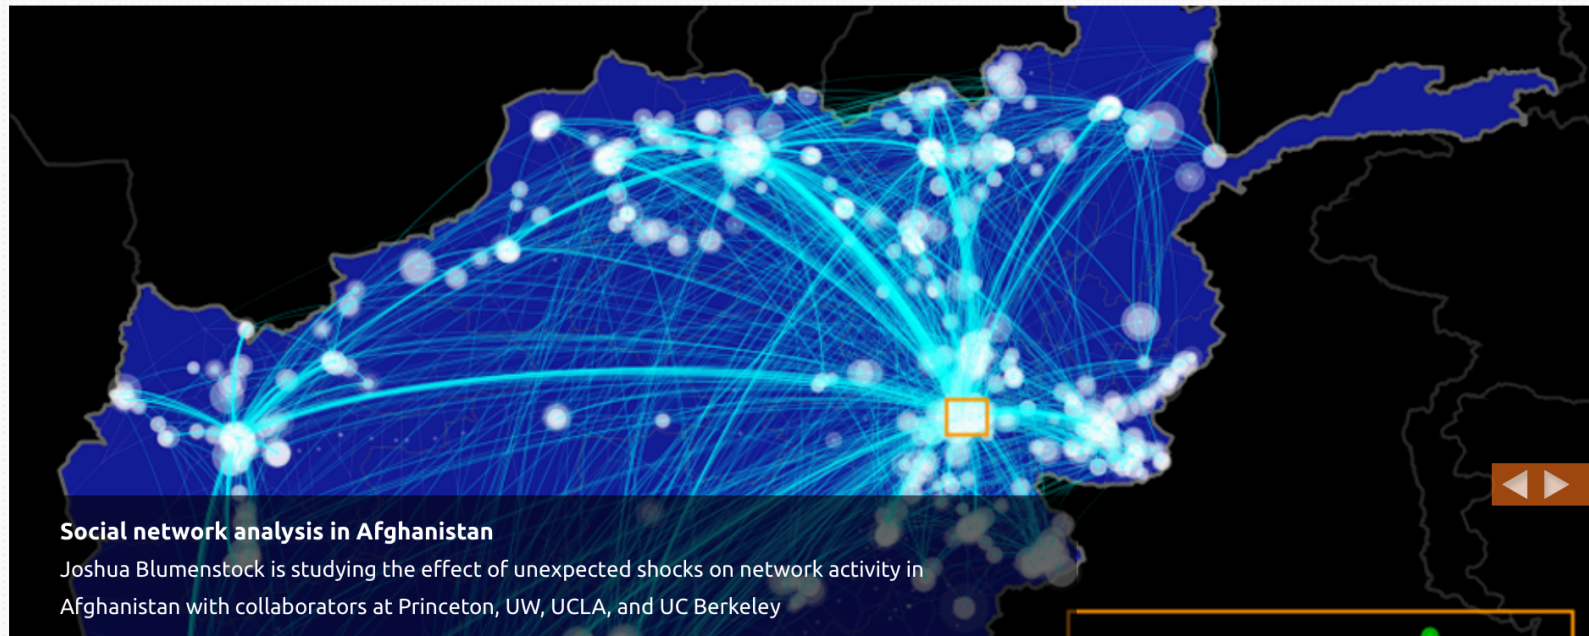 Social network analysis in Afghanistan
Joshua Blumenstock is studying the effect of unexpected shocks on network activity in
Afghanistan with collaborators at Princeton, UW, UCLA, and UC Berkeley